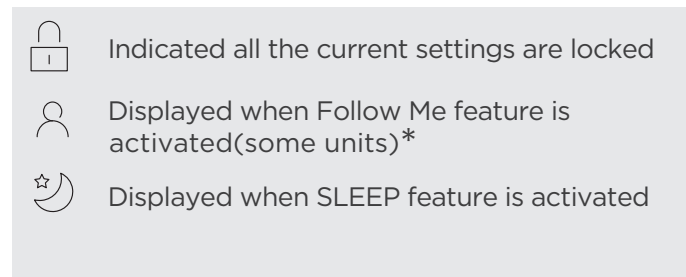 Indicated all the current settings are locked
Displayed when Follow Me feature is
activated(some units)*
Displayed when SLEEP feature is activated